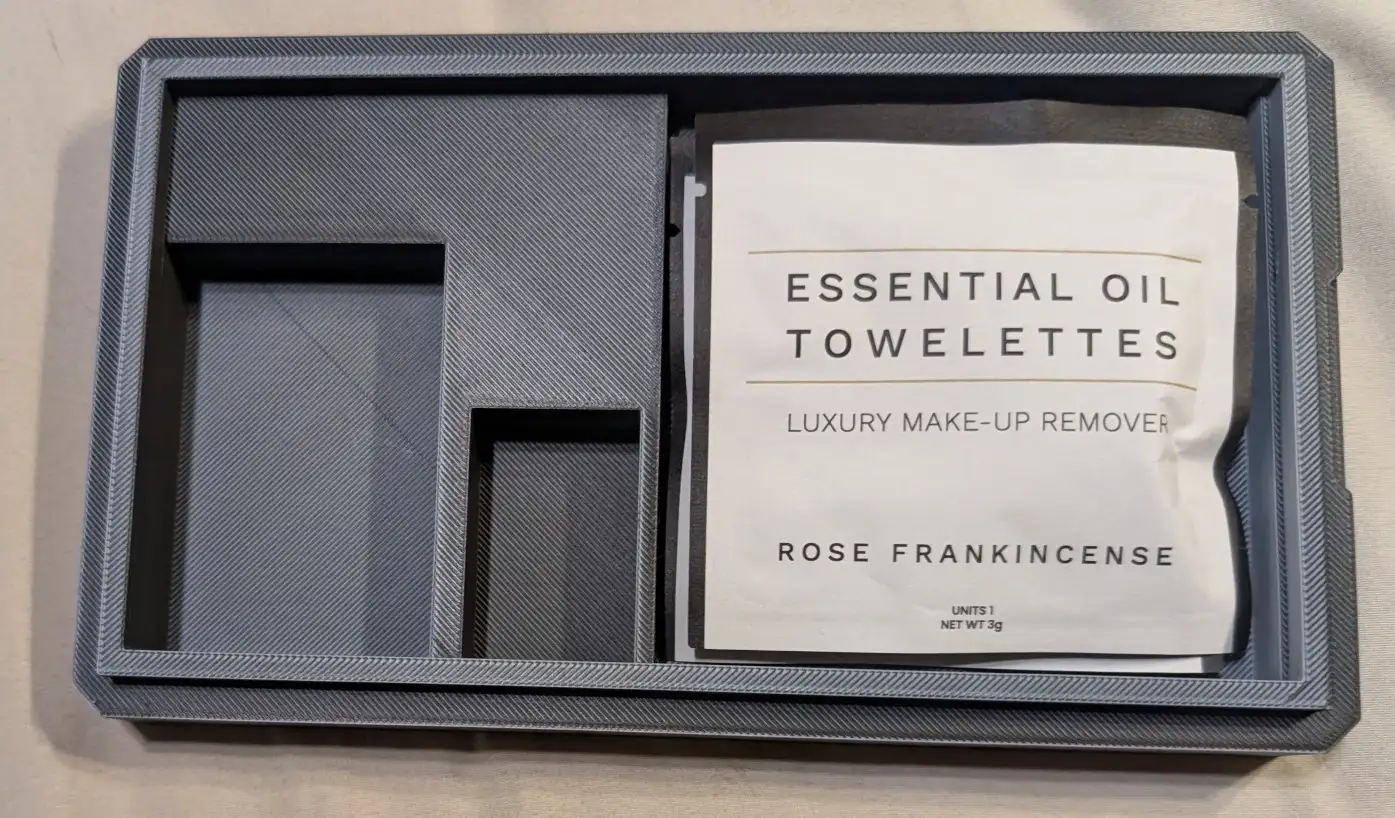 ESSENTIAL OIL
TOWELETTES
LUXURY MAKE-UP REMOVER
ROSE FRANKINCENSE
UNITS 1
NET WT 3g